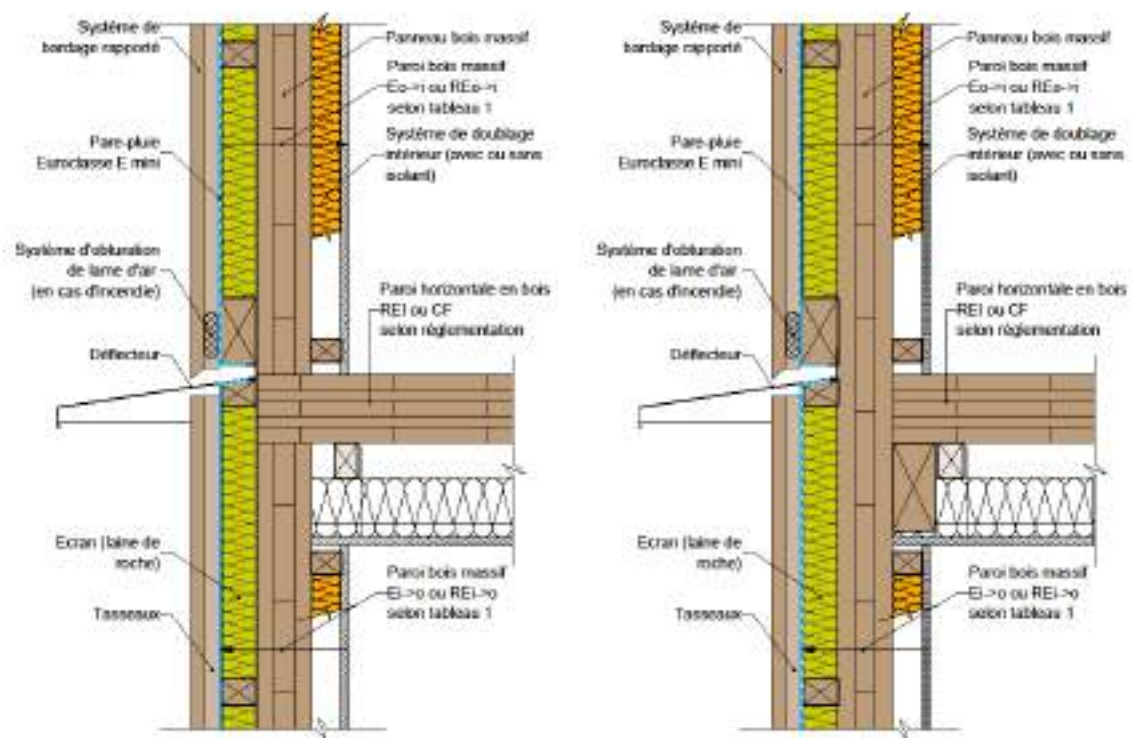 Système de
bardage rapporté
Pare-pluie
Euroclasse E mini
Système d'obturation
de lame d'air
(en cas d'incendie)
Déflecteur
Ecran (laine de
roche)
Tasseaux
Panneau bois massif
Paroi bois massif
Eo->i ou REo->i
selon tableau 1
Système de doublage
intérieur (avec ou sans
isolant)
Paroi horizontale en bois
REI ou CF
selon réglementation
Paroi bois massif
Ei->o ou REi->o
selon tableau 1
Système de
bardage rapporté
Pare-pluie
Euroclasse E mini
Système d'obturation
de lame d'air
(en cas d'incendie)
Déflecteur
Ecran (laine de
roche)
Tasseaux
Panneau bois massif
Paroi bois massif
Eo->i ou REo->i
selon tableau 1
Système de doublage
intérieur (avec ou sans
isolant)
Paroi horizontale en bois
REI ou CF
selon réglementation
Paroi bois massif
Ei->o ou REi->o
selon tableau 1